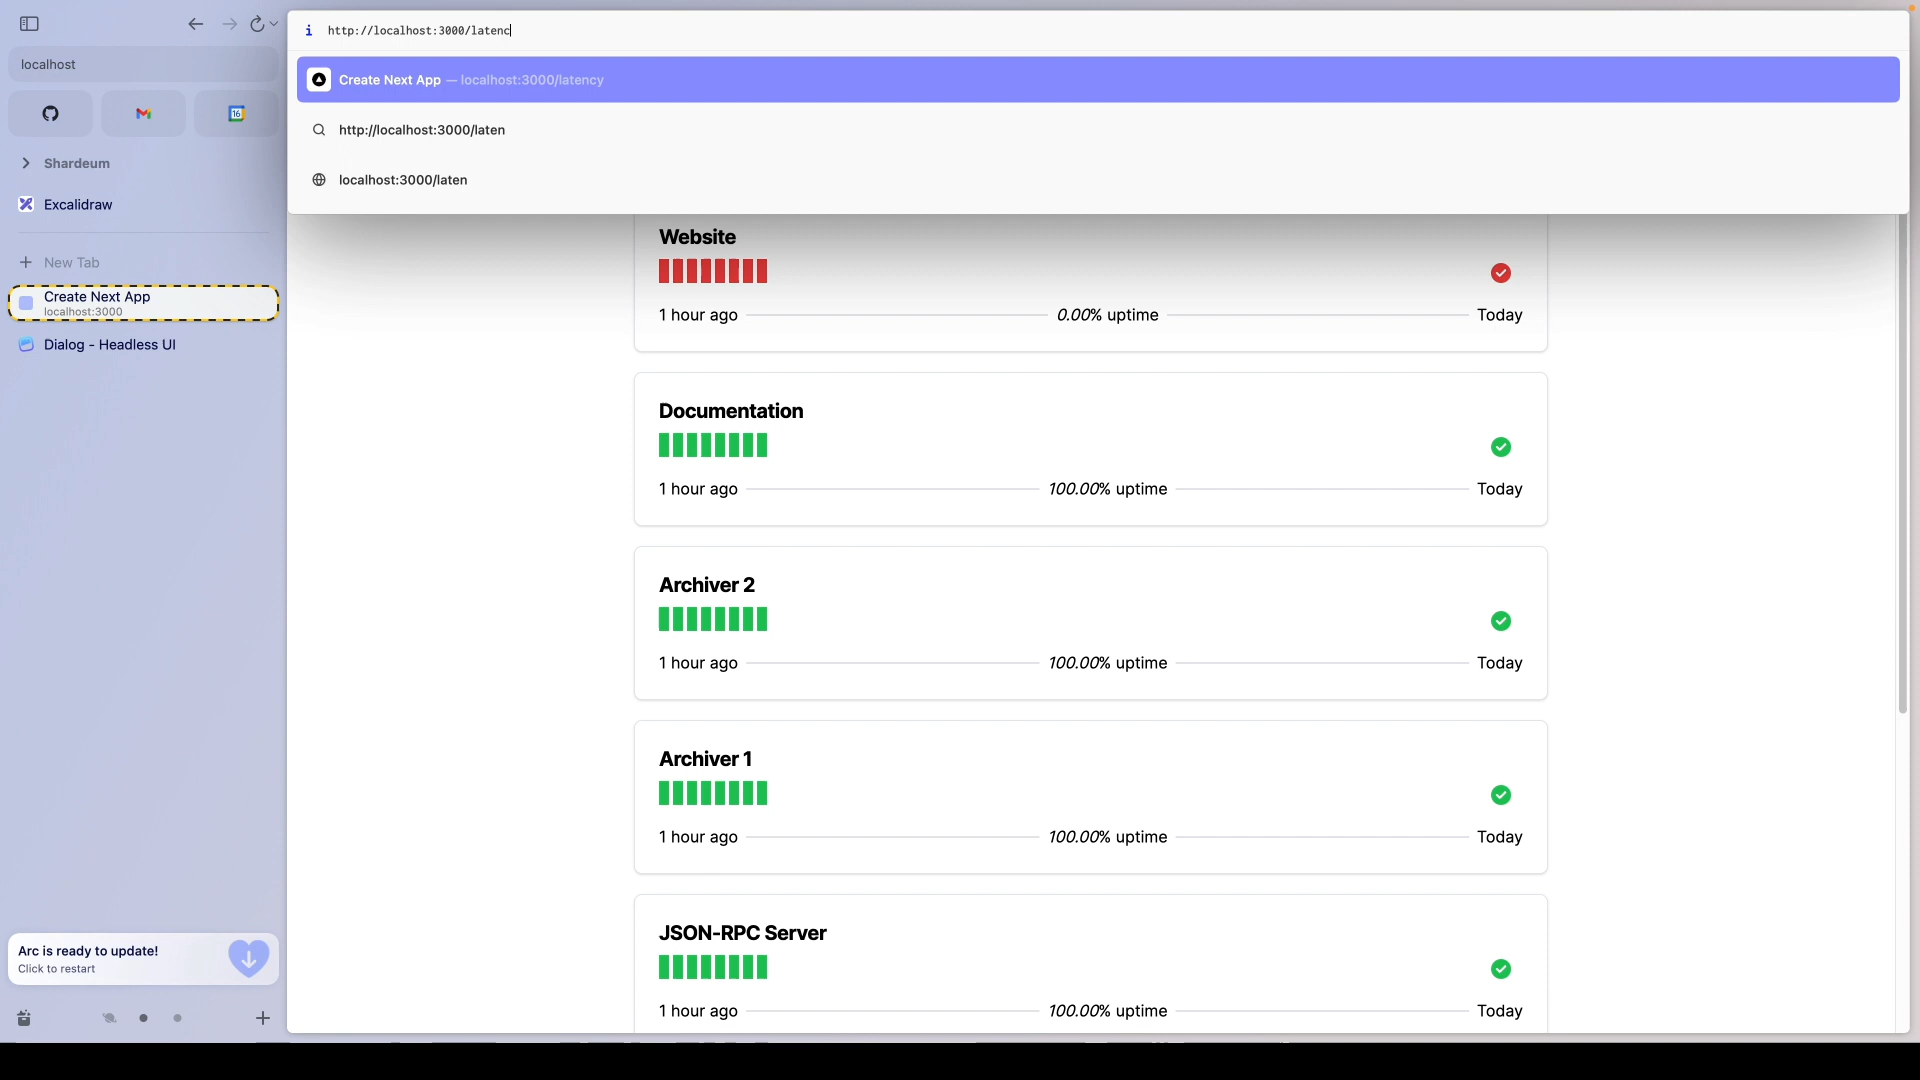 localhost
16
Shardeum
Excalidraw
New Tab
Create Next App
localhost:3000
Dialog - Headless UI
Arc is ready to update!
Click to restart
i http://localhost:3000/latenc
Create Next App — localhost:3000/latency
http://localhost:3000/laten
localhost:3000/laten
Website
1 hour ago 0.00% uptime Today
Documentation
1 hour ago 100.00% uptime Today
Archiver 2
1 hour ago 100.00% uptime Today
Archiver 1
1 hour ago 100.00% uptime Today
JSON-RPC Server
1 hour ago 100.00% uptime Today